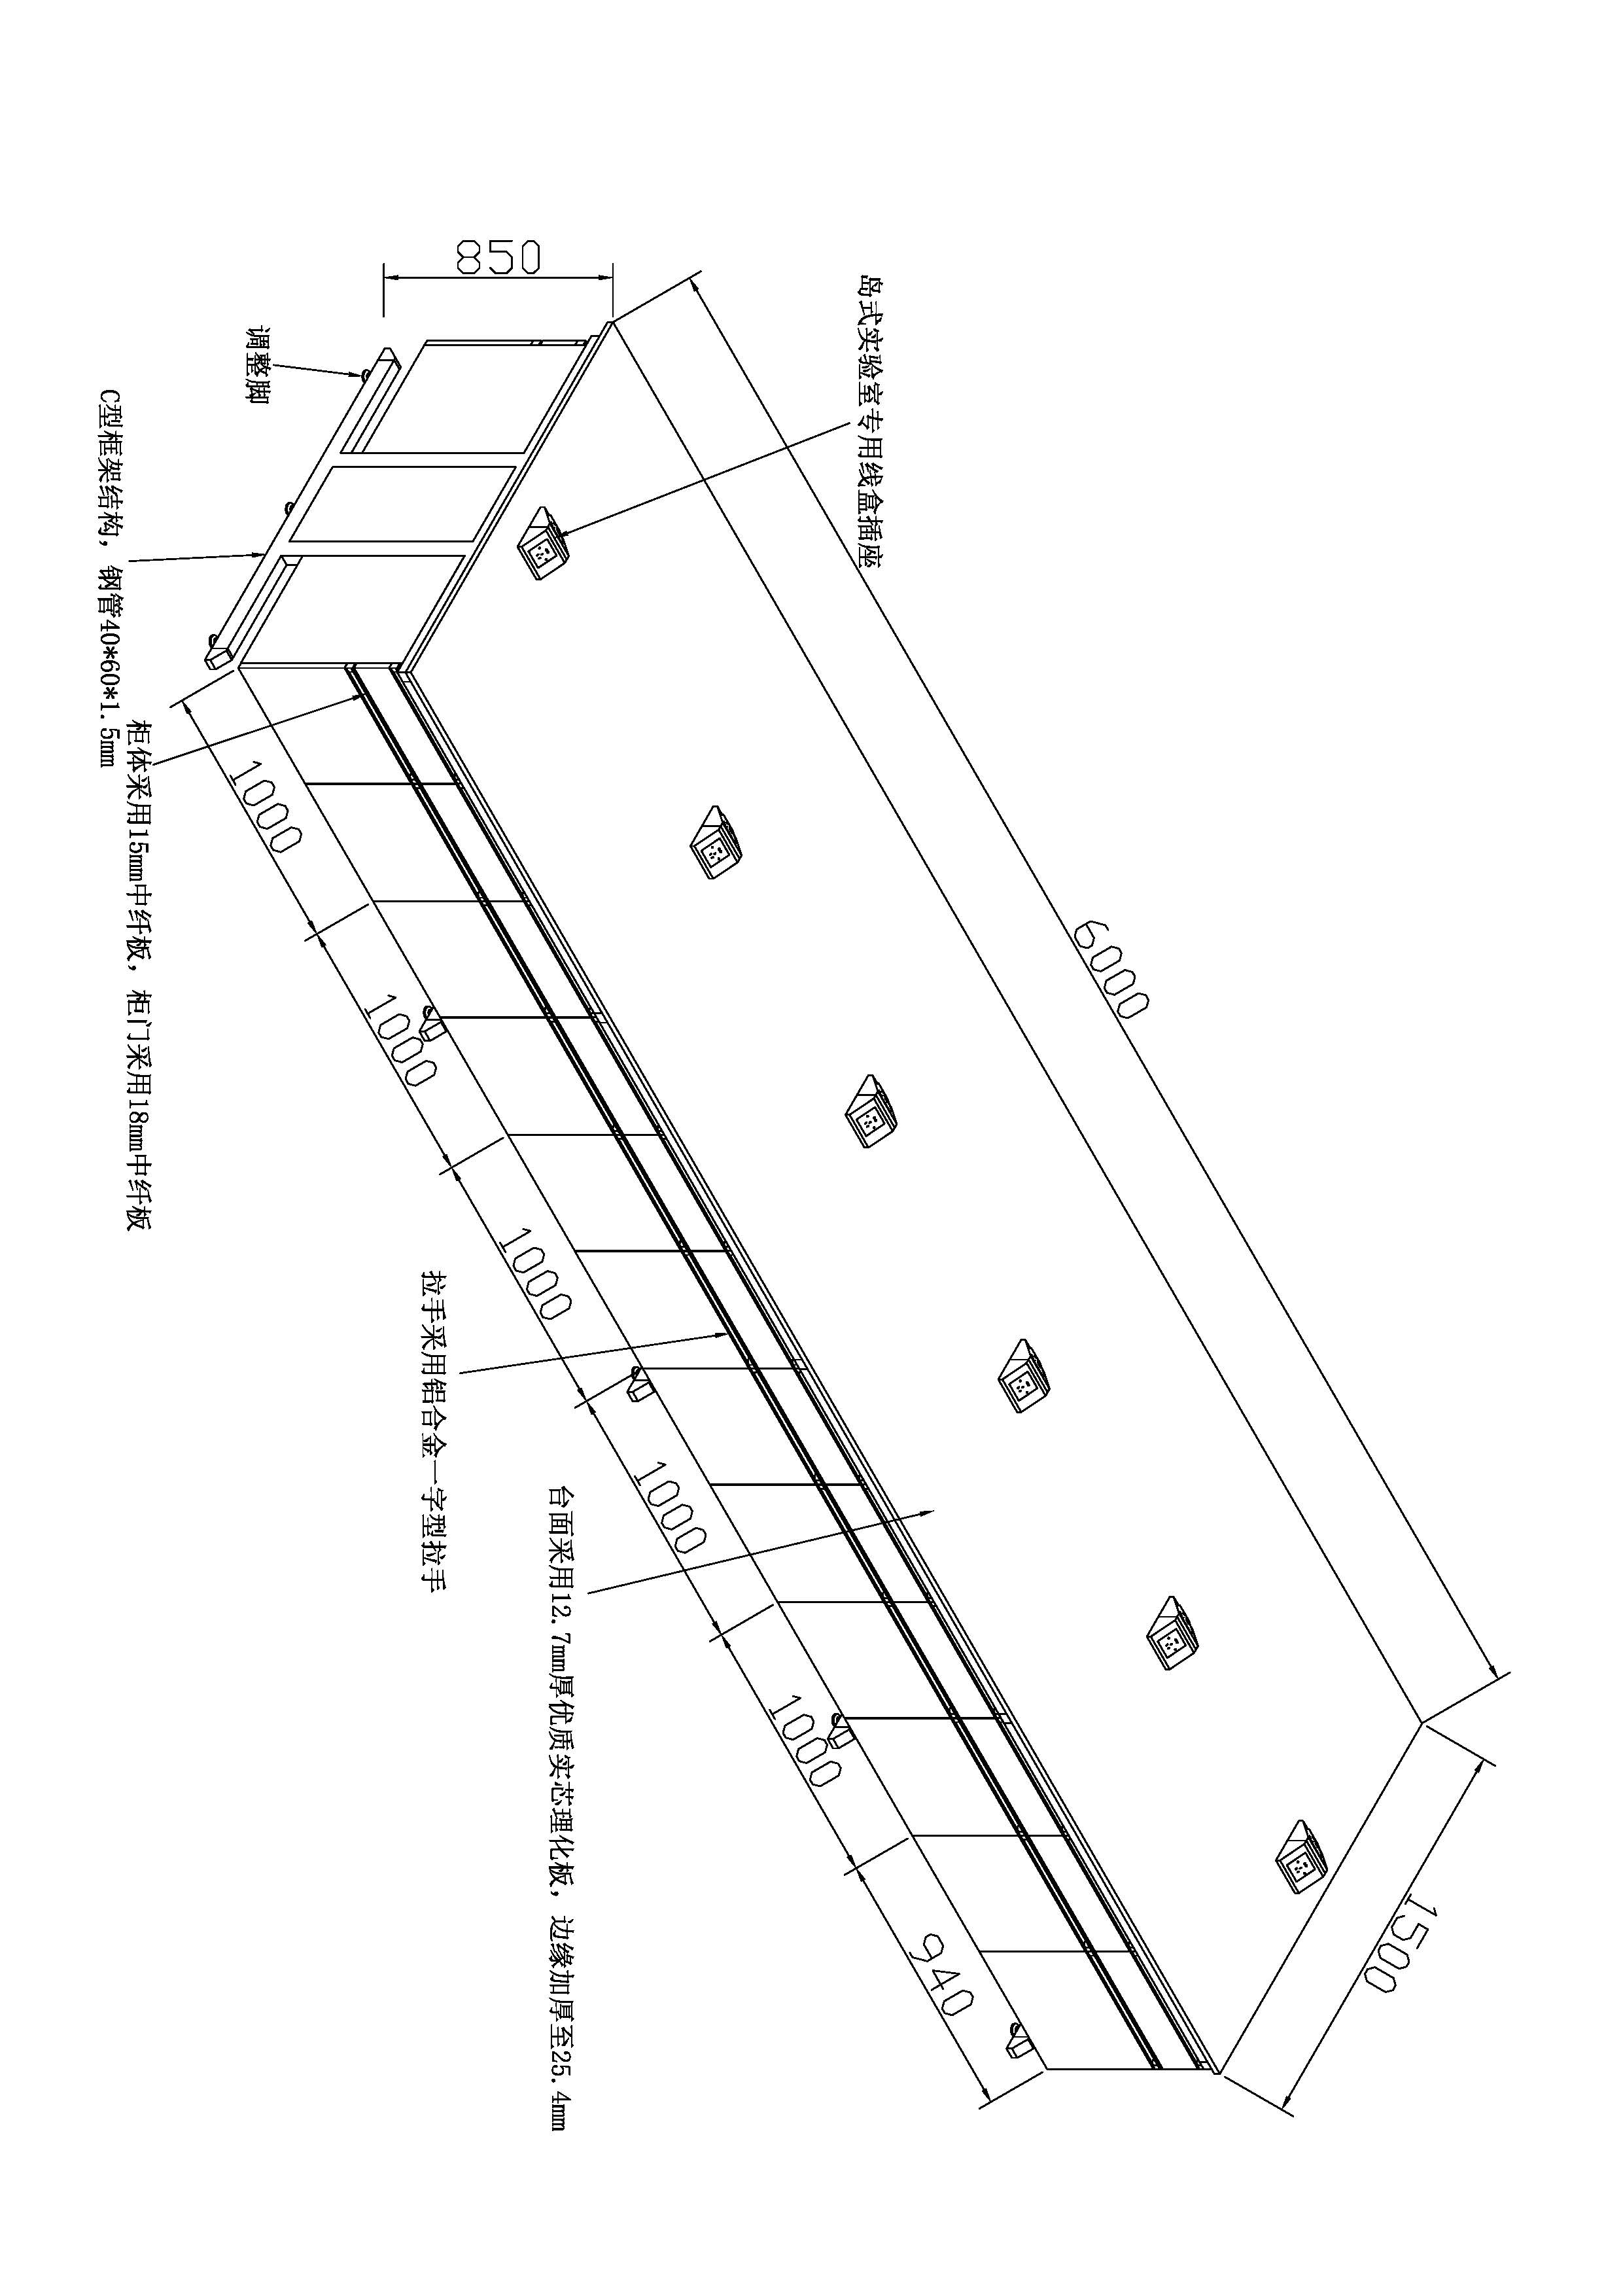 6000
1500
岛式实验室专用线盒插座
850
调整脚
C型框架结构，钢管40*60*1.5mm
柜体采用15mm中纤板，柜门采用18mm中纤板
拉手采用铝合金一字型拉手
台面采用12.7mm厚优质实芯理化板，边缘加厚至25.4mm
1000
1000
1000
1000
1000
940